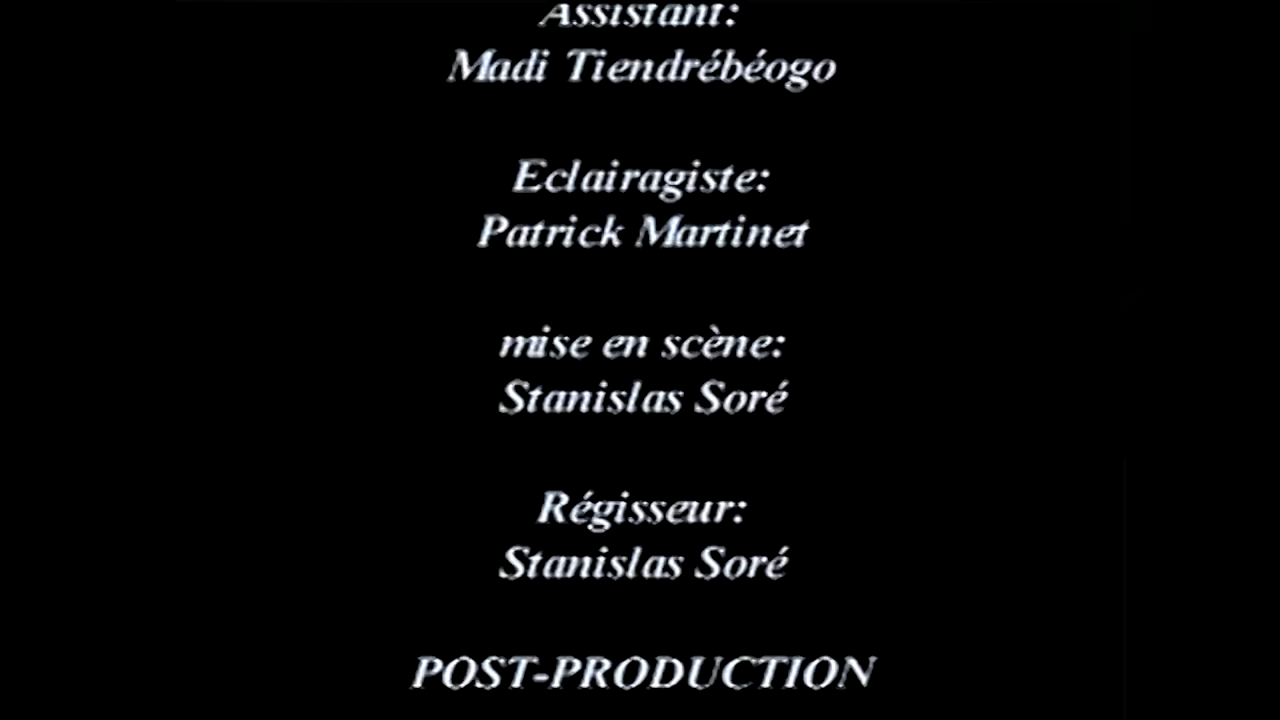 Assistant:
Madi Tiendrébéogo
Eclairagiste:
Patrick Martinet
mise en scène:
Stanislas Soré
Régisseur:
Stanislas Soré
POST-PRODUCTION